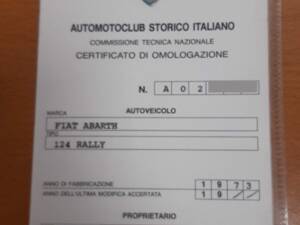 AUTOMOTOCLUB STORICO ITALIANO
COMMISSIONE TECNICA NAZIONALE
CERTIFICATO DI OMOLOGAZIONE
N. A 0 2
AUTOVEICOLO
MARCA
FIAT ABARTH
TIPO
124 RALLY
ANNO DI FABBRICAZIONE 1 9 7 3
ANNO DELL'ULTIMA MODIFICA ACCERTATA 1 9 / /
PROPRIETARIO